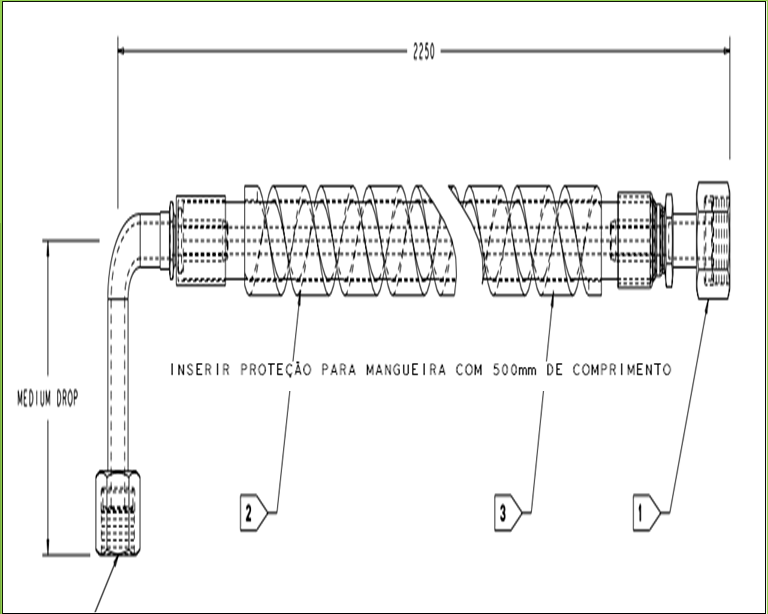 2250
INSERIR PROTEÇÃO PARA MANGUEIRA COM 500mm DE COMPRIMENTO
MEDIUM DROP
2
3
1